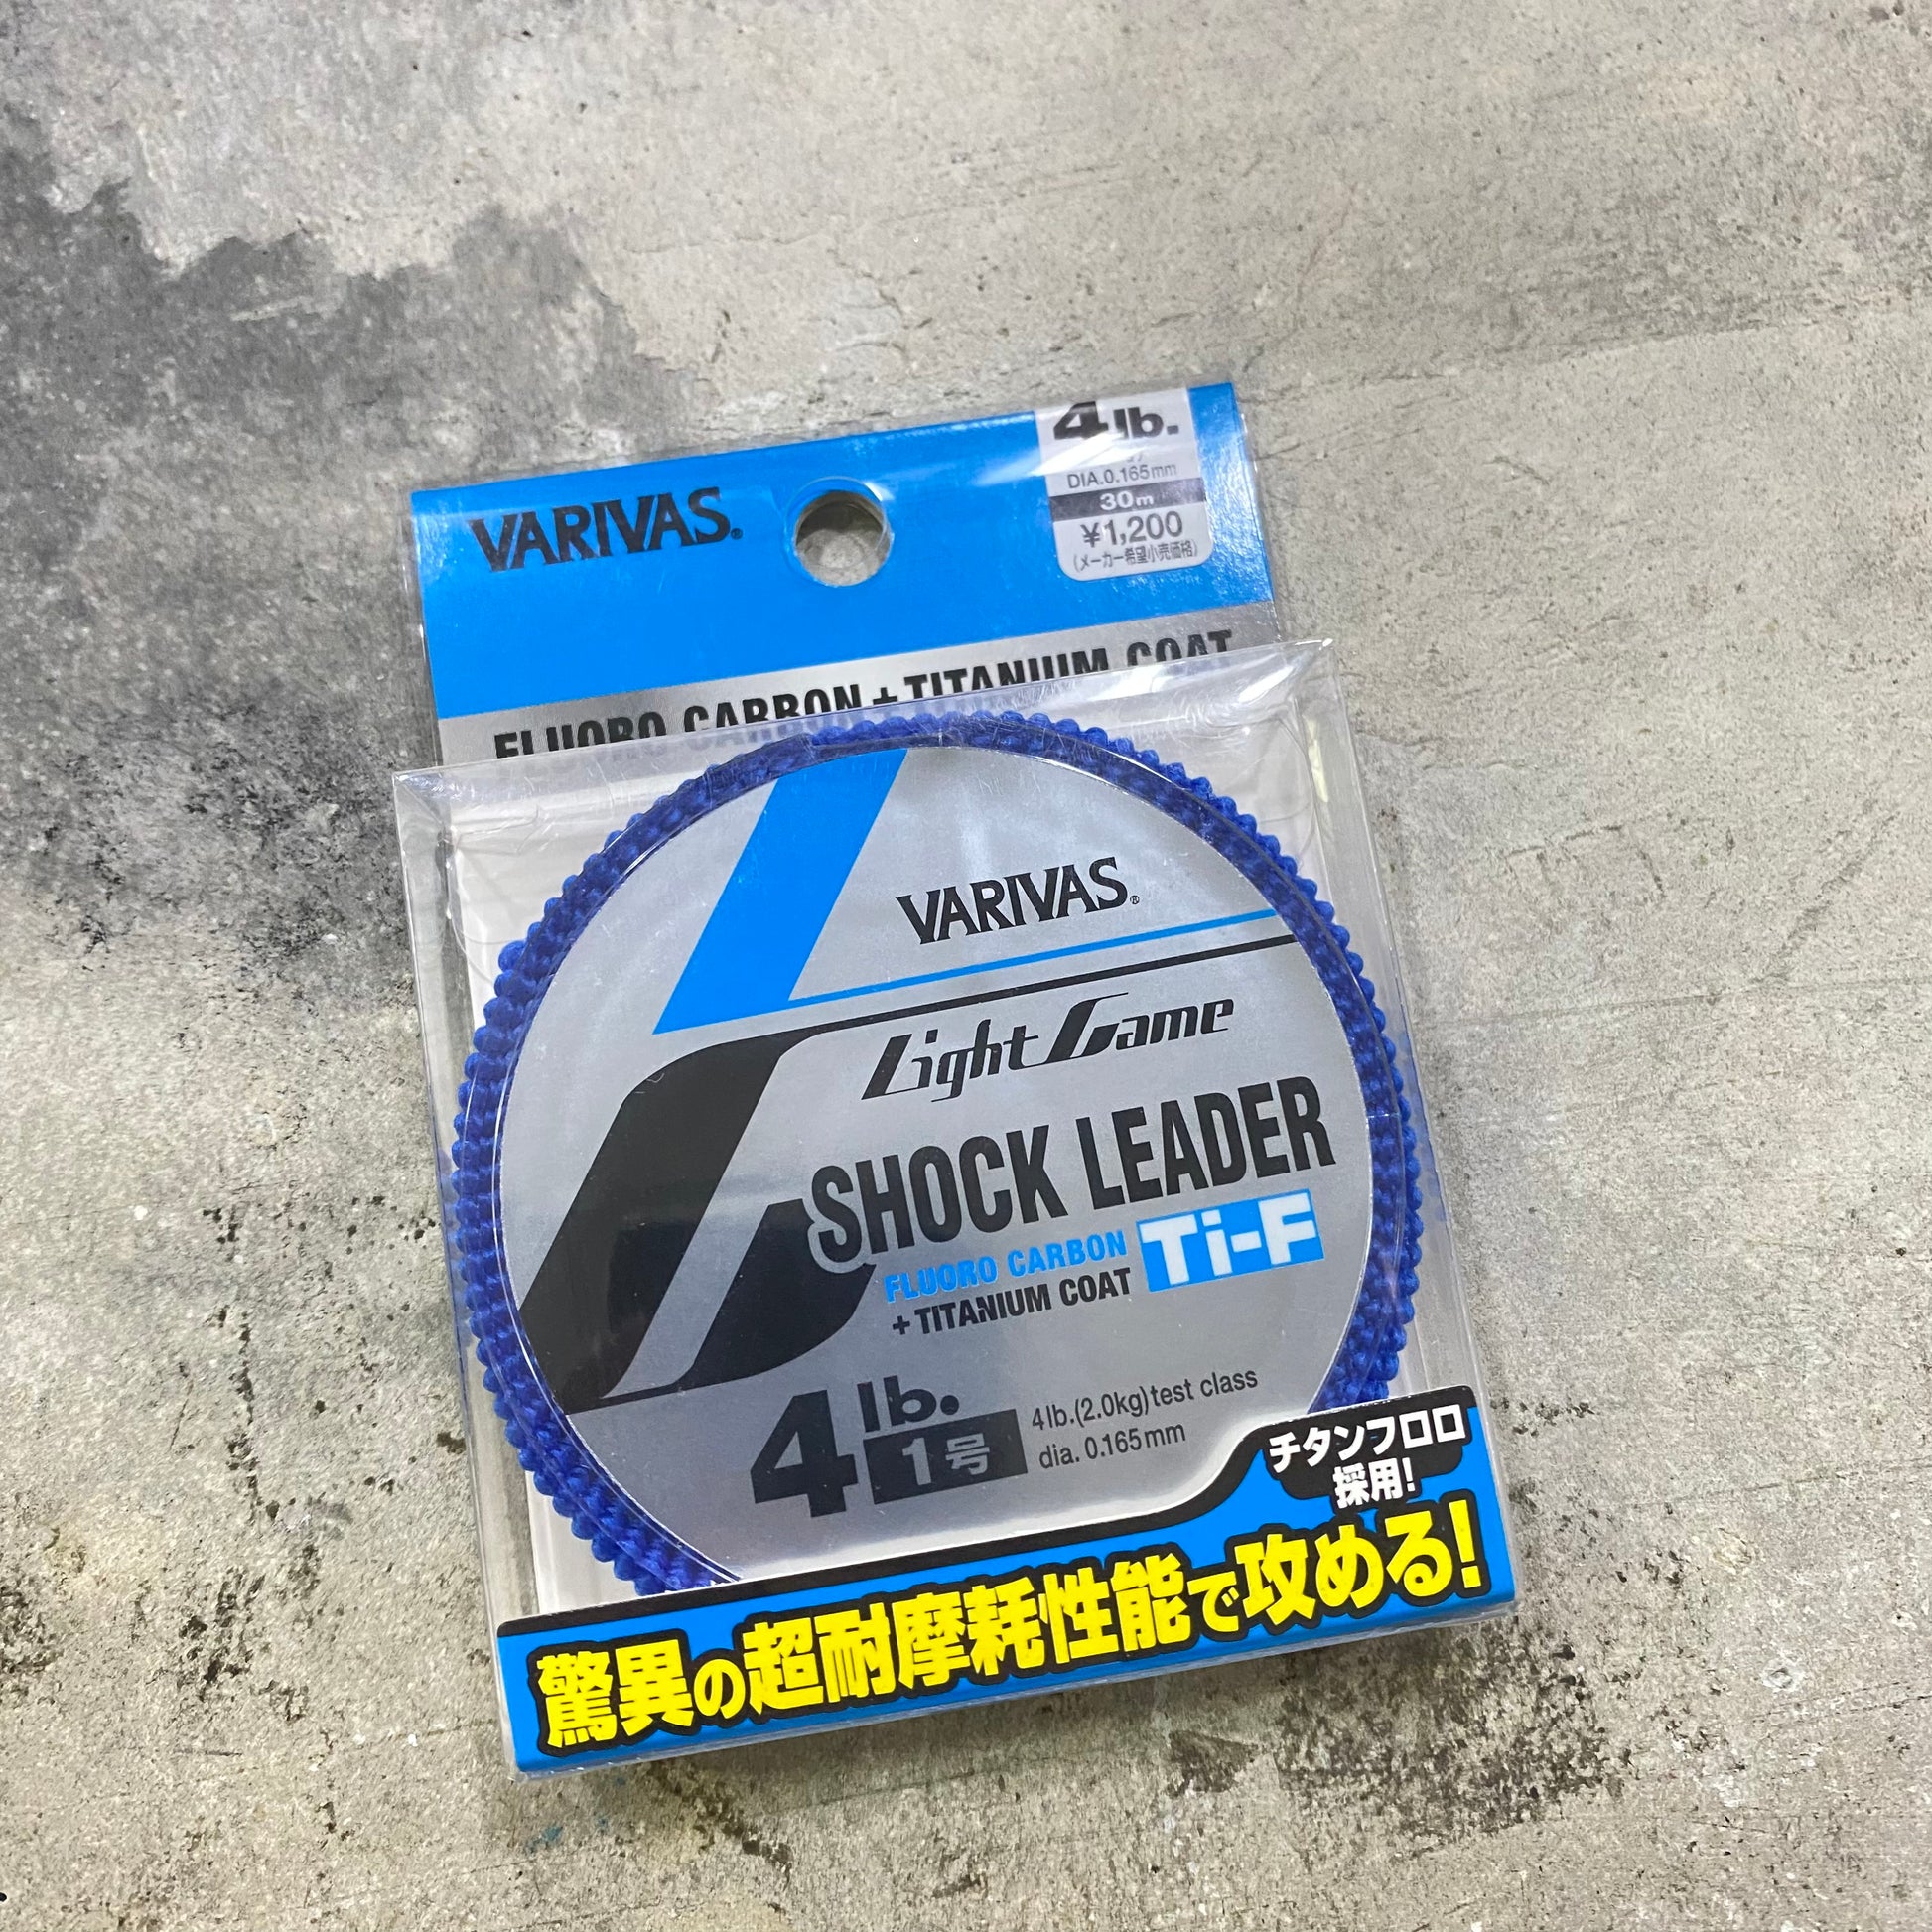 VARIVAS®
4lb.
DIA.0.165mm
30m
¥1,200
(メーカー希望小売価格)
FLUORO CARBON+TITANIUM COAT
VARIVAS®
Light Game
SHOCK LEADER
FLUORO CARBON
+TITANIUM COAT
Ti-F
4lb.
1号
4lb.(2.0kg)test class
dia. 0.165mm
チタンフロロ
採用!
驚異の超耐摩耗性能で攻める!